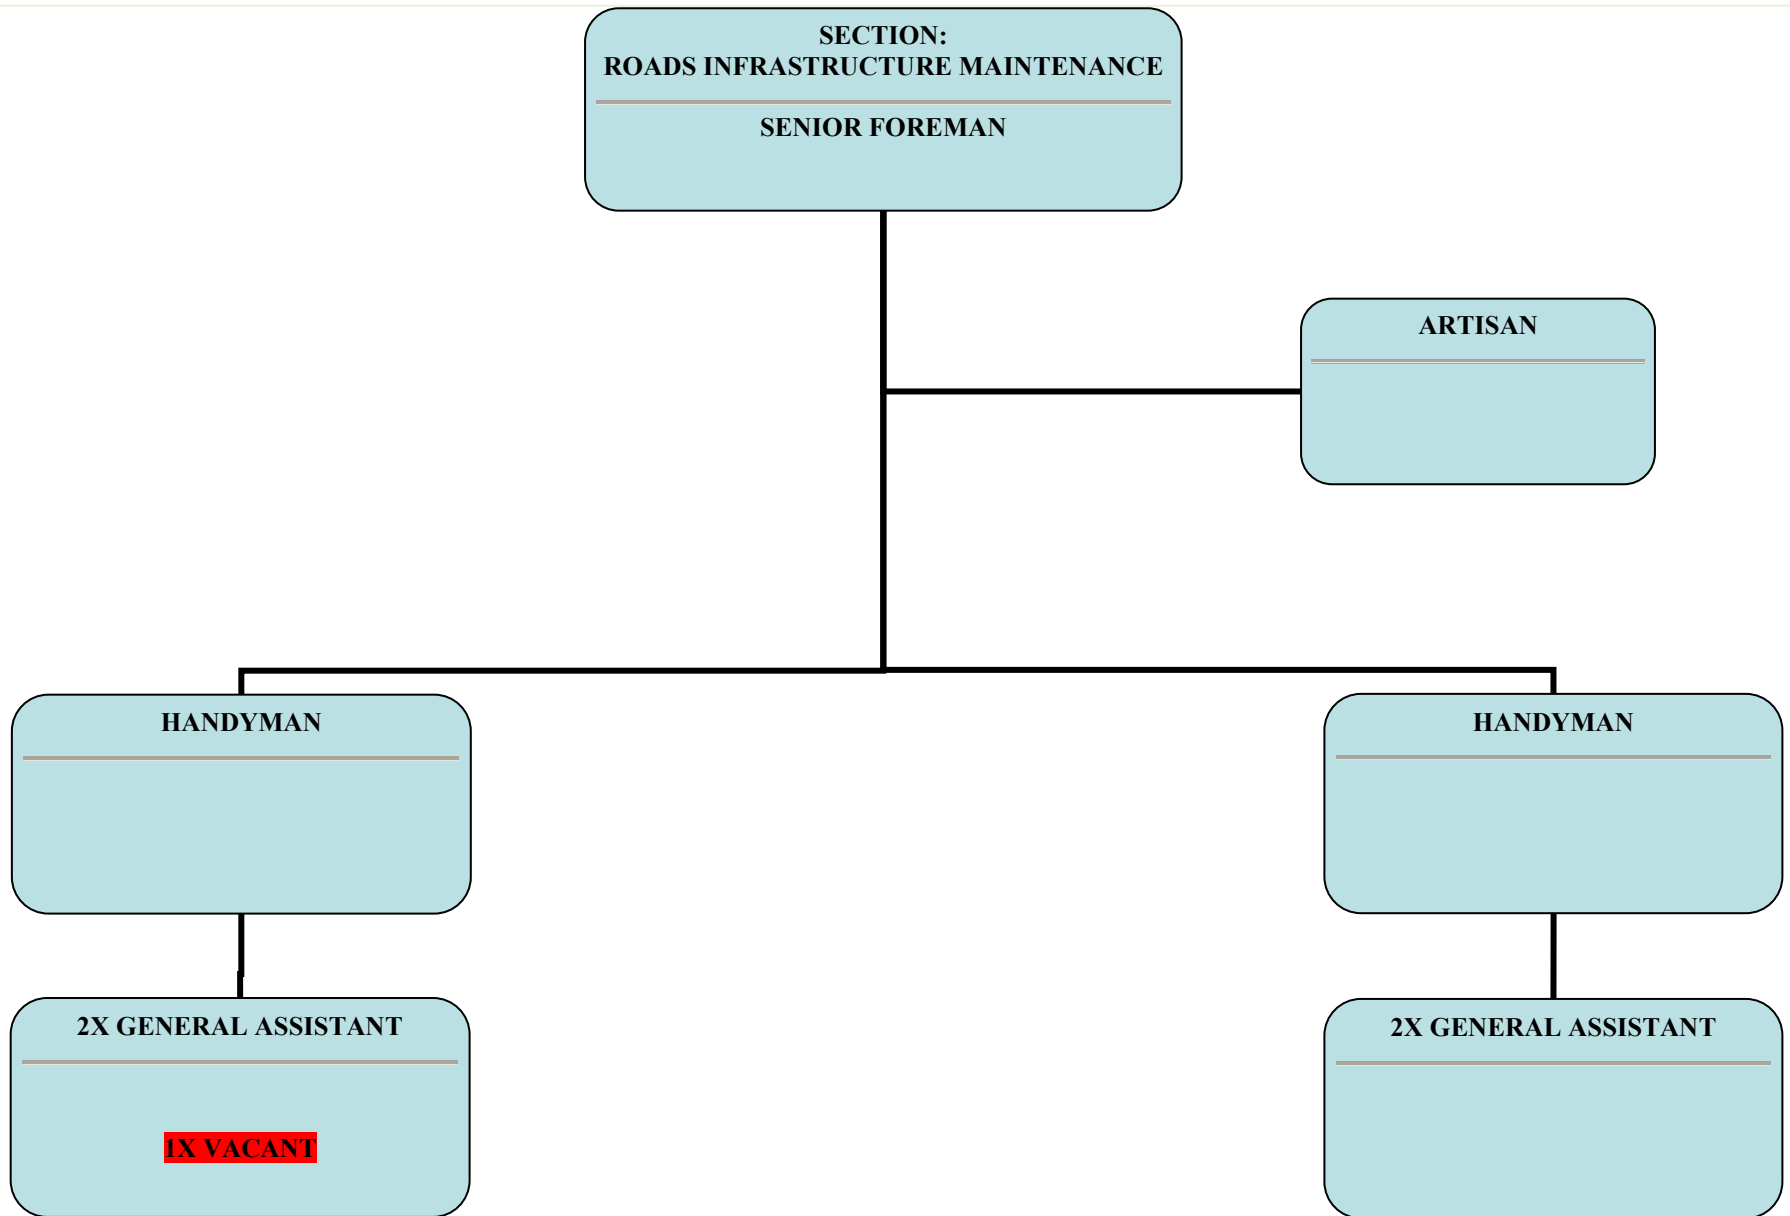 SECTION:
ROADS INFRASTRUCTURE MAINTENANCE
SENIOR FOREMAN
ARTISAN
HANDYMAN
HANDYMAN
2X GENERAL ASSISTANT
1X VACANT
2X GENERAL ASSISTANT